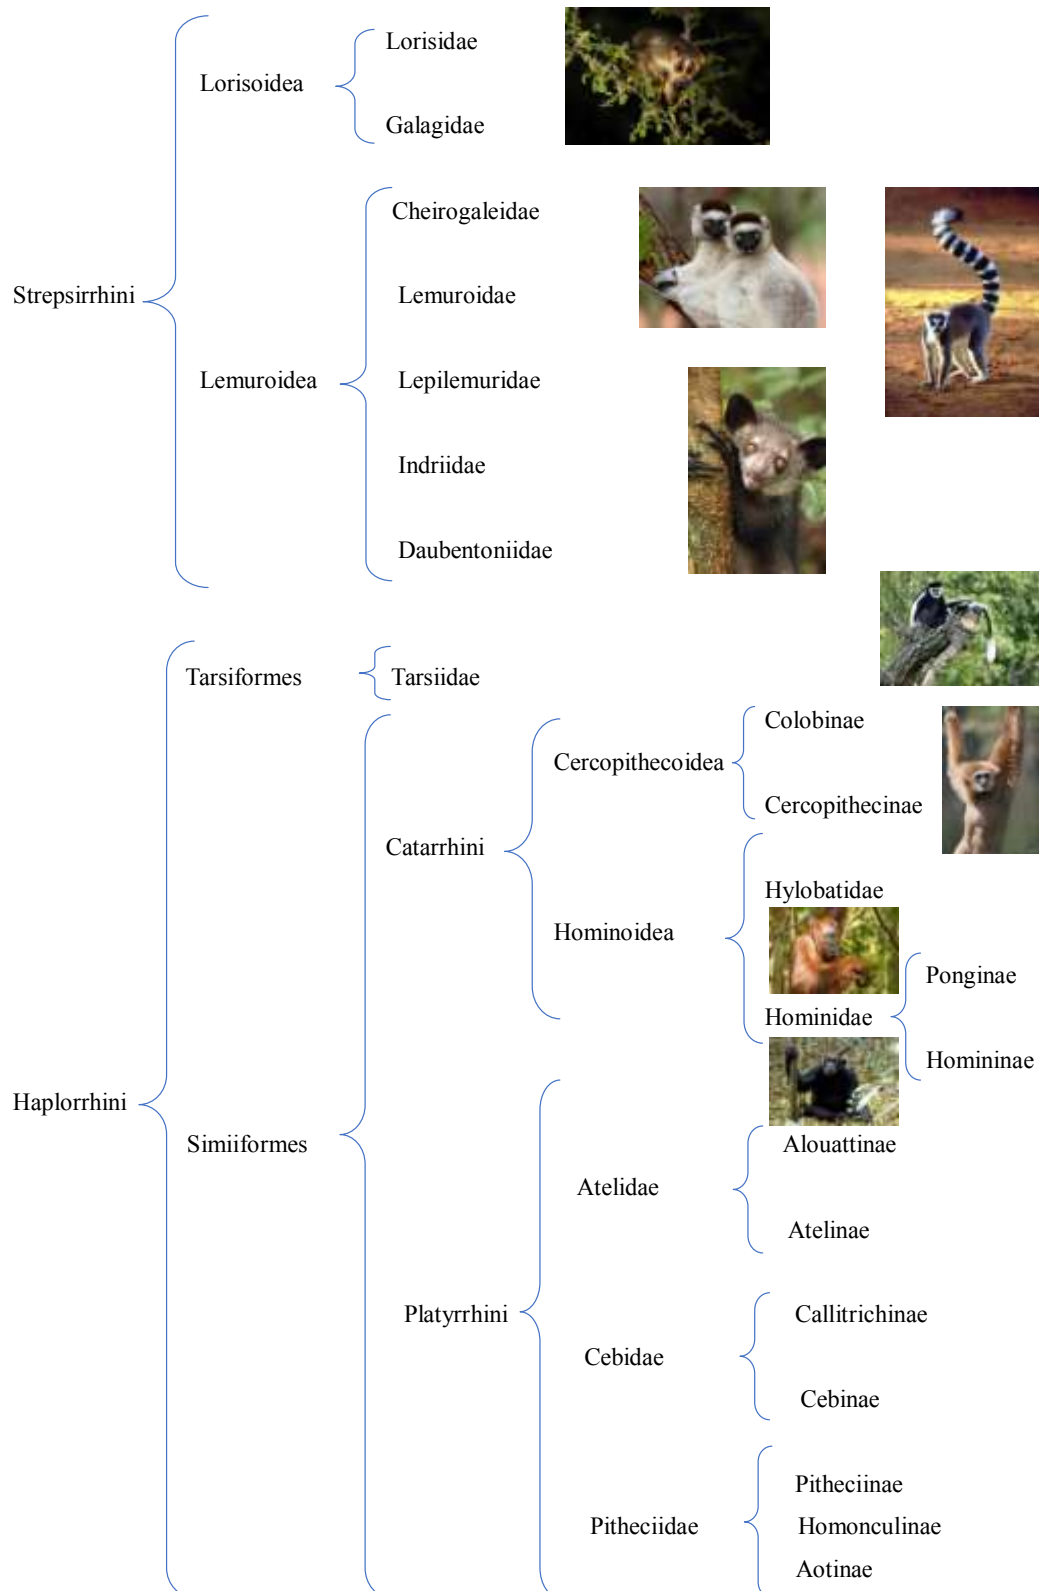 Lorisidae
Lorisoidea
Galagidae
Cheirogaleidae
Strepsirrhini
Lemuroidae
Lemuroidea
Lepilemuridae
Indriidae
Daubentoniidae
Tarsiformes
Tarsiidae
Colobinae
Cercopithecoidea
Cercopithecinae
Catarrhini
Hylobatidae
Hominoidea
Ponginae
Hominidae
Homininae
Haplorrhini
Simiiformes
Alouattinae
Atelidae
Atelinae
Platyrrhini
Callitrichinae
Cebidae
Cebinae
Pitheciinae
Pitheciidae
Homonculinae
Aotinae